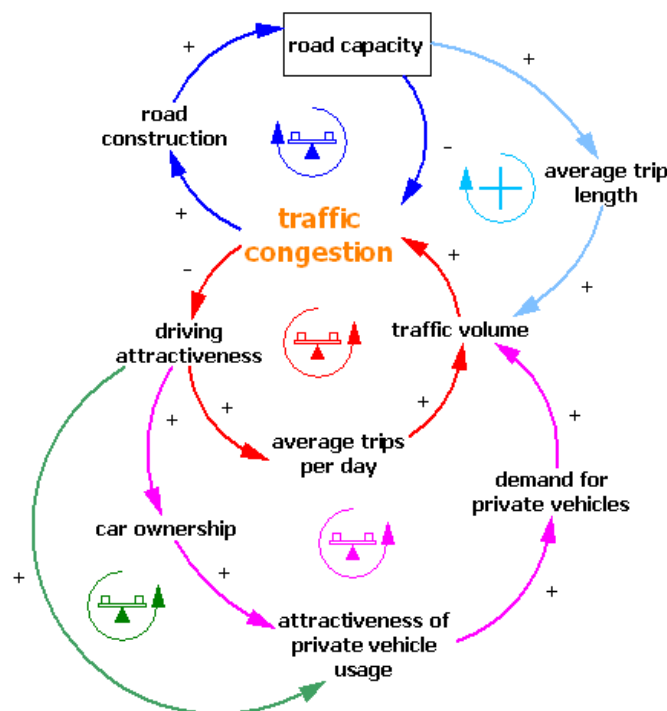 +
road capacity
+
road
construction
-
average trip
length
+
traffic
congestion
+
+
-
driving
attractiveness
traffic volume
+
+
+
+
average trips
per day
demand for
private vehicles
car ownership
+
+
+
attractiveness of
private vehicle
usage